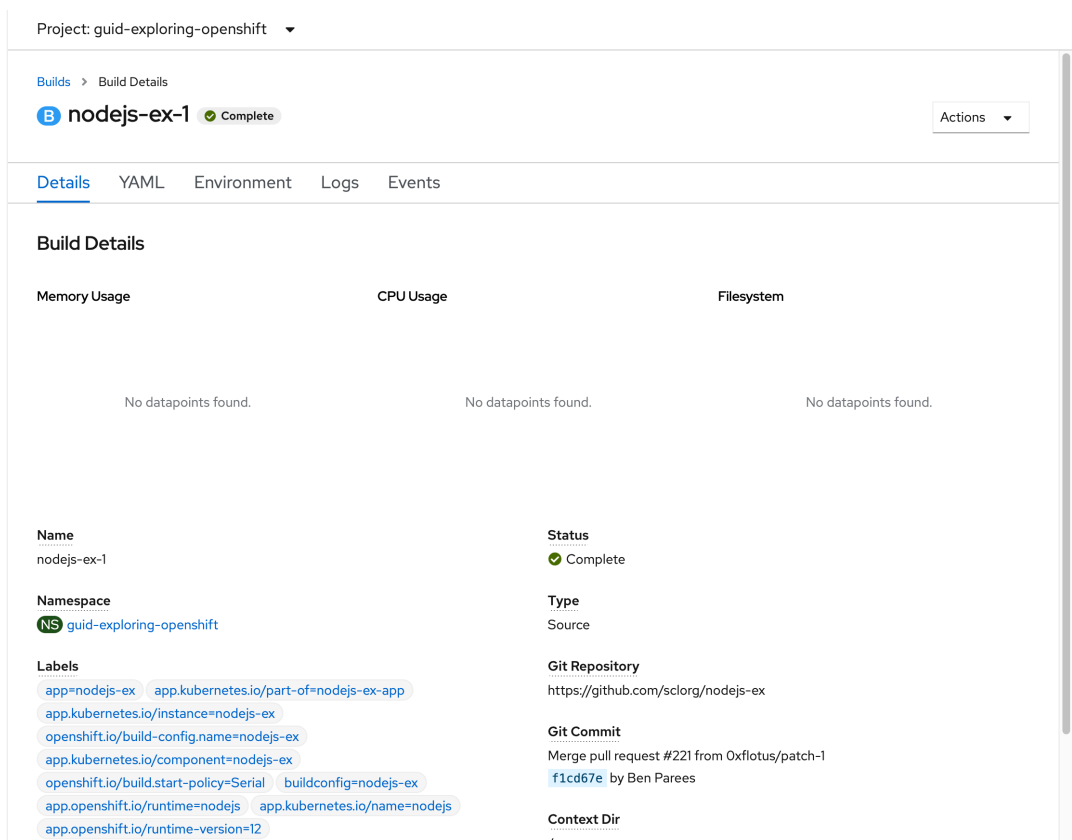 Project: guid-exploring-openshift
Builds > Build Details
B nodejs-ex-1 Complete
Actions
Details YAML Environment Logs Events
Build Details
Memory Usage CPU Usage Filesystem
No datapoints found. No datapoints found. No datapoints found.
Name
nodejs-ex-1
Namespace
NS guid-exploring-openshift
Labels
app=nodejs-ex app.kubernetes.io/part-of=nodejs-ex-app
app.kubernetes.io/instance=nodejs-ex
openshift.io/build-config.name=nodejs-ex
app.kubernetes.io/component=nodejs-ex
openshift.io/build.start-policy=Serial buildconfig=nodejs-ex
app.openshift.io/runtime=nodejs app.kubernetes.io/name=nodejs
app.openshift.io/runtime-version=12
Status
Complete
Type
Source
Git Repository
https://github.com/sclorg/nodejs-ex
Git Commit
Merge pull request #221 from 0xflotus/patch-1
f1cd67e by Ben Parees
Context Dir